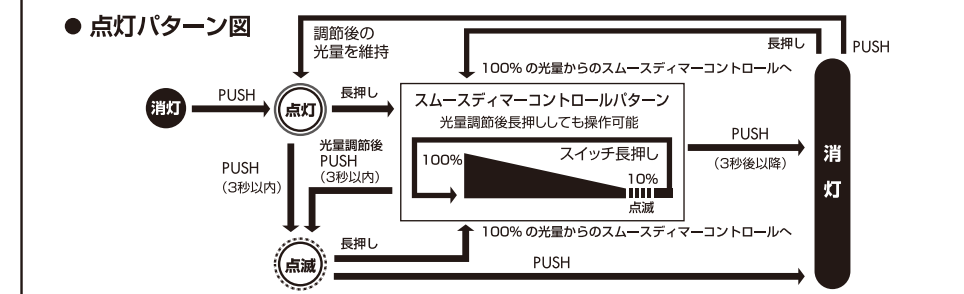 ● 点灯パターン図
調節後の
光量を維持
長押し
PUSH
100% の光量からのスムースディマーコントロールへ
消灯
PUSH
点灯
長押し
スムースディマーコントロールパターン
光量調節後長押ししても操作可能
スイッチ長押し
100%
10%
点滅
PUSH
(3秒後以降)
消灯
PUSH
(3秒以内)
光量調節後
PUSH
(3秒以内)
点滅
長押し
100% の光量からのスムースディマーコントロールへ
PUSH